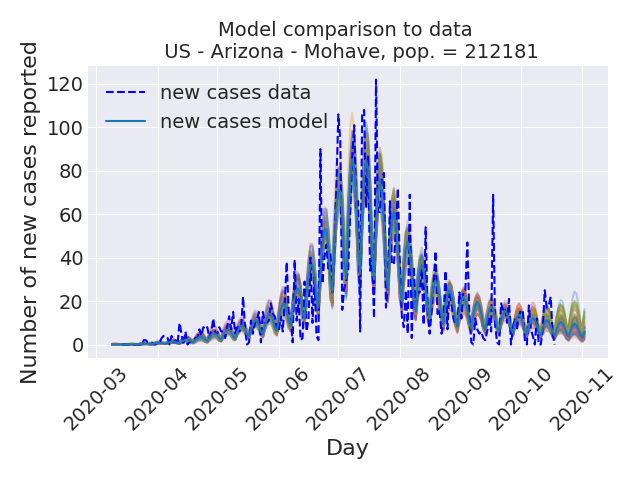 Model comparison to data
US - Arizona - Mohave, pop. = 212181
Number of new cases reported
120
100
80
60
40
20
0
new cases data
new cases model
2020-03
2020-04
2020-05
2020-06
2020-07
2020-08
2020-09
2020-10
2020-11
Day